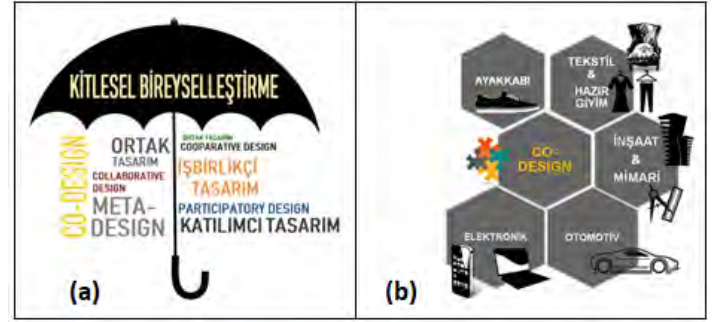 KİTLESEL BİREYSELLEŞTİRME
CO-DESIGN
ORTAK
TASARIM
COLLABORATIVE
DESIGN
META-
DESIGN
ORTAK TASARIM
COOPARATIVE DESIGN
İŞBİRLİKÇİ
TASARIM
PARTICIPATORY DESIGN
KATILIMCI TASARIM
(a)
AYAKKABI
TEKSTİL
&
HAZIR
GİYİM
CO-
DESIGN
İNŞAAT
&
MİMARİ
ELEKTRONİK
OTOMOTİV
(b)